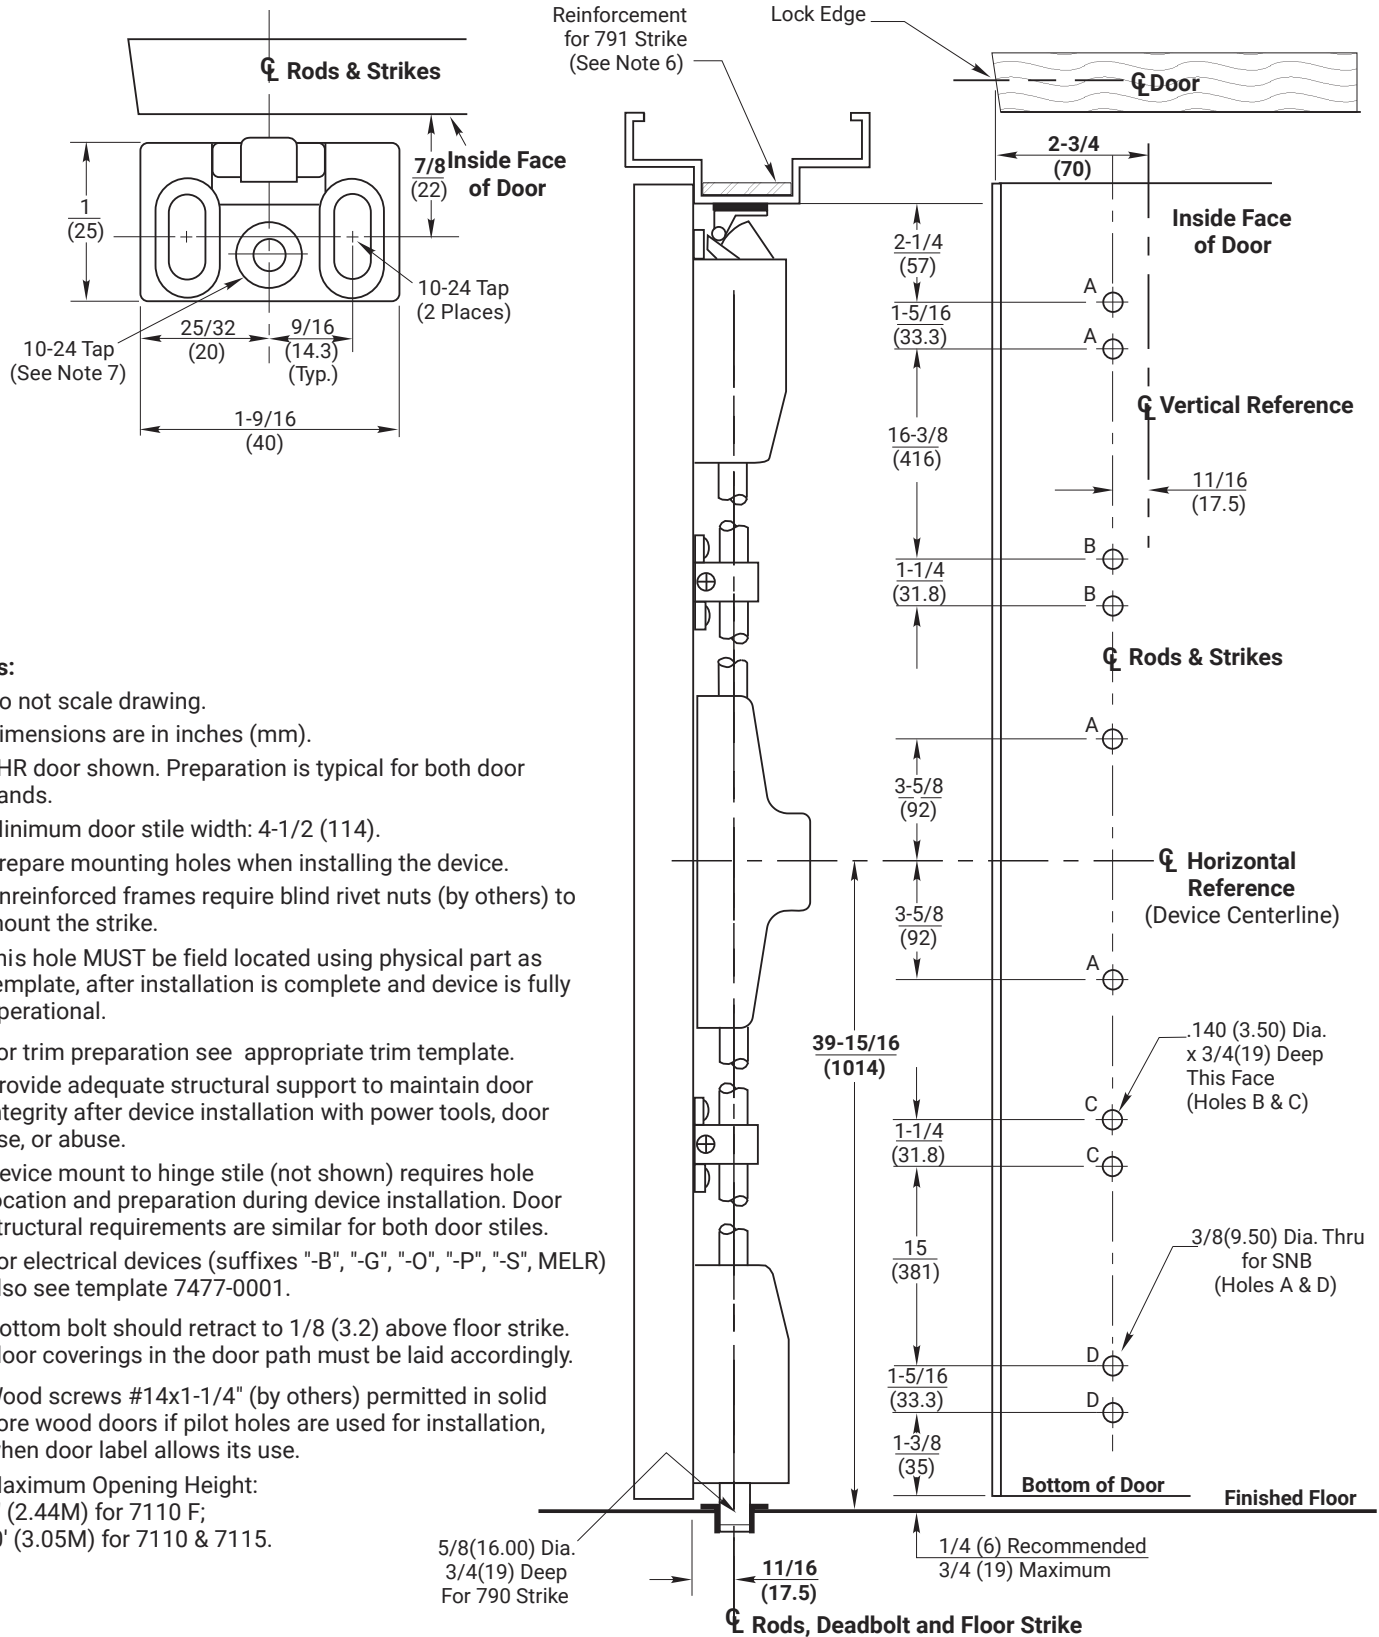 Reinforcement
for 791 Strike
(See Note 6)
Lock Edge
℄ Rods & Strikes
℄ Door
7/8
(22)
Inside Face
of Door
1
(25)
2-3/4
(70)
Inside Face
of Door
2-1/4
(57)
10-24 Tap
(2 Places)
25/32
(20)
9/16
(14.3)
(Typ.)
10-24 Tap
(See Note 7)
1-9/16
(40)
A
1-5/16
(33.3)
A
℄ Vertical Reference
16-3/8
(416)
11/16
(17.5)
B
1-1/4
(31.8)
B
℄ Rods & Strikes
A
3-5/8
(92)
℄ Horizontal
Reference
(Device Centerline)
3-5/8
(92)
A
39-15/16
(1014)
.140 (3.50) Dia.
x 3/4(19) Deep
This Face
(Holes B & C)
C
1-1/4
(31.8)
C
15
(381)
3/8(9.50) Dia. Thru
for SNB
(Holes A & D)
D
1-5/16
(33.3)
D
1-3/8
(35)
Bottom of Door
Finished Floor
1/4 (6) Recommended
3/4 (19) Maximum
5/8(16.00) Dia.
3/4(19) Deep
For 790 Strike
11/16
(17.5)
℄ Rods, Deadbolt and Floor Strike
s:
o not scale drawing.
imensions are in inches (mm).
HR door shown. Preparation is typical for both door
ands.
inimum door stile width: 4-1/2 (114).
repare mounting holes when installing the device.
nreinforced frames require blind rivet nuts (by others) to
ount the strike.
his hole MUST be field located using physical part as
emplate, after installation is complete and device is fully
perational.
or trim preparation see appropriate trim template.
rovide adequate structural support to maintain door
ntegrity after device installation with power tools, door
se, or abuse.
evice mount to hinge stile (not shown) requires hole
ocation and preparation during device installation. Door
tructural requirements are similar for both door stiles.
or electrical devices (suffixes "-B", "-G", "-O", "-P", "-S", MELR)
lso see template 7477-0001.
ottom bolt should retract to 1/8 (3.2) above floor strike.
loor coverings in the door path must be laid accordingly.
ood screws #14x1-1/4" (by others) permitted in solid
ore wood doors if pilot holes are used for installation,
hen door label allows its use.
aximum Opening Height:
' (2.44M) for 7110 F;
0' (3.05M) for 7110 & 7115.